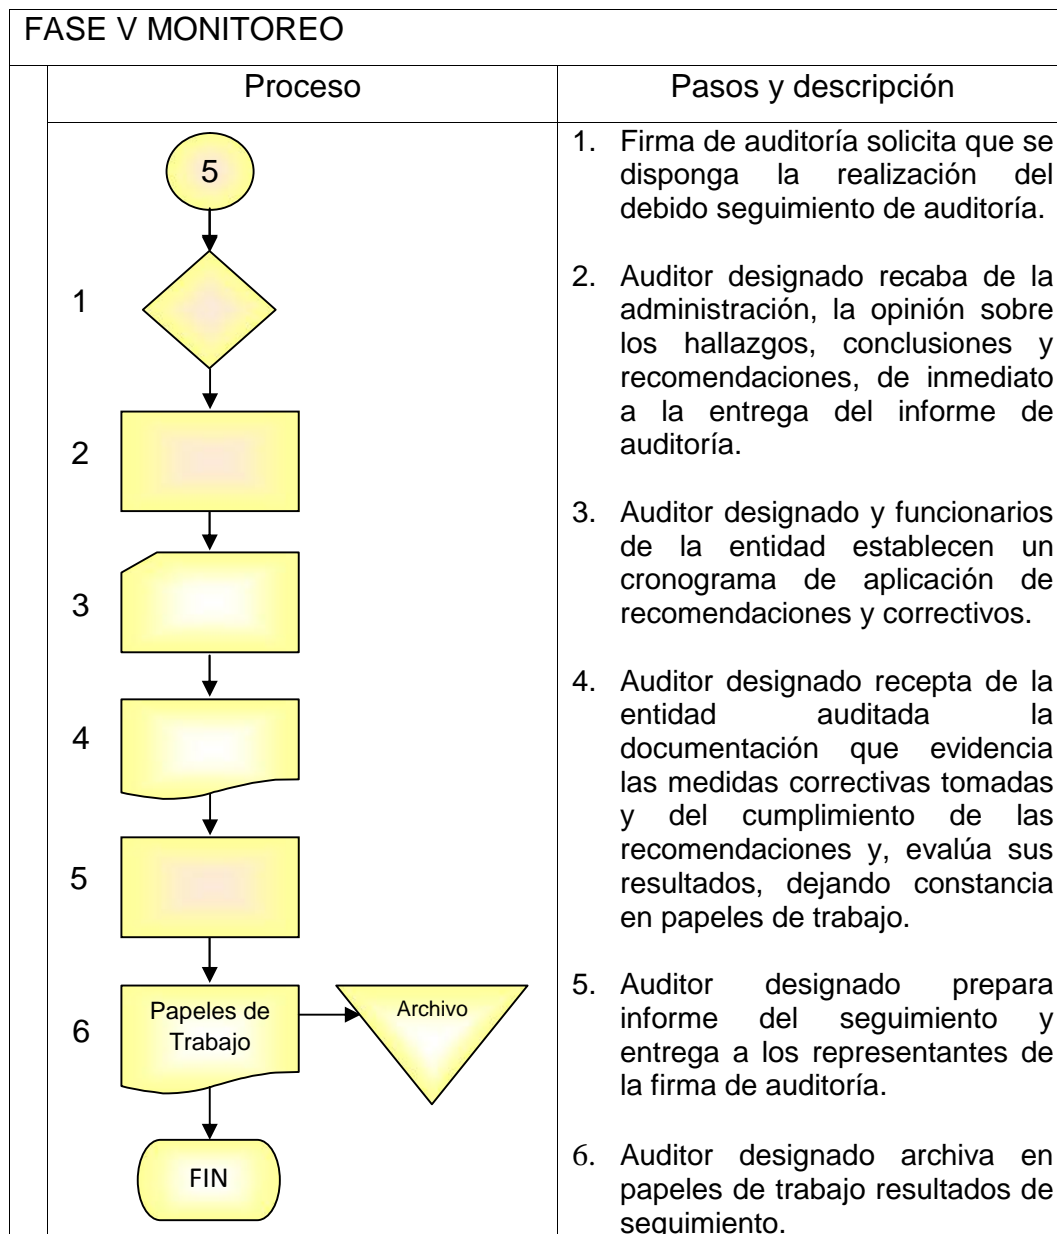 FASE V MONITOREO
Proceso
Pasos y descripción
5
1
2
3
4
5
Papeles de
Trabajo
Archivo
6
FIN
1. Firma de auditoría solicita que se
disponga la realización del
debido seguimiento de auditoría.
2. Auditor designado recaba de la
administración, la opinión sobre
los hallazgos, conclusiones y
recomendaciones, de inmediato
a la entrega del informe de
auditoría.
3. Auditor designado y funcionarios
de la entidad establecen un
cronograma de aplicación de
recomendaciones y correctivos.
4. Auditor designado recepta de la
entidad auditada la
documentación que evidencia
las medidas correctivas tomadas
y del cumplimiento de las
recomendaciones y, evalúa sus
resultados, dejando constancia
en papeles de trabajo.
5. Auditor designado prepara
informe del seguimiento y
entrega a los representantes de
la firma de auditoría.
6. Auditor designado archiva en
papeles de trabajo resultados de
seguimiento.